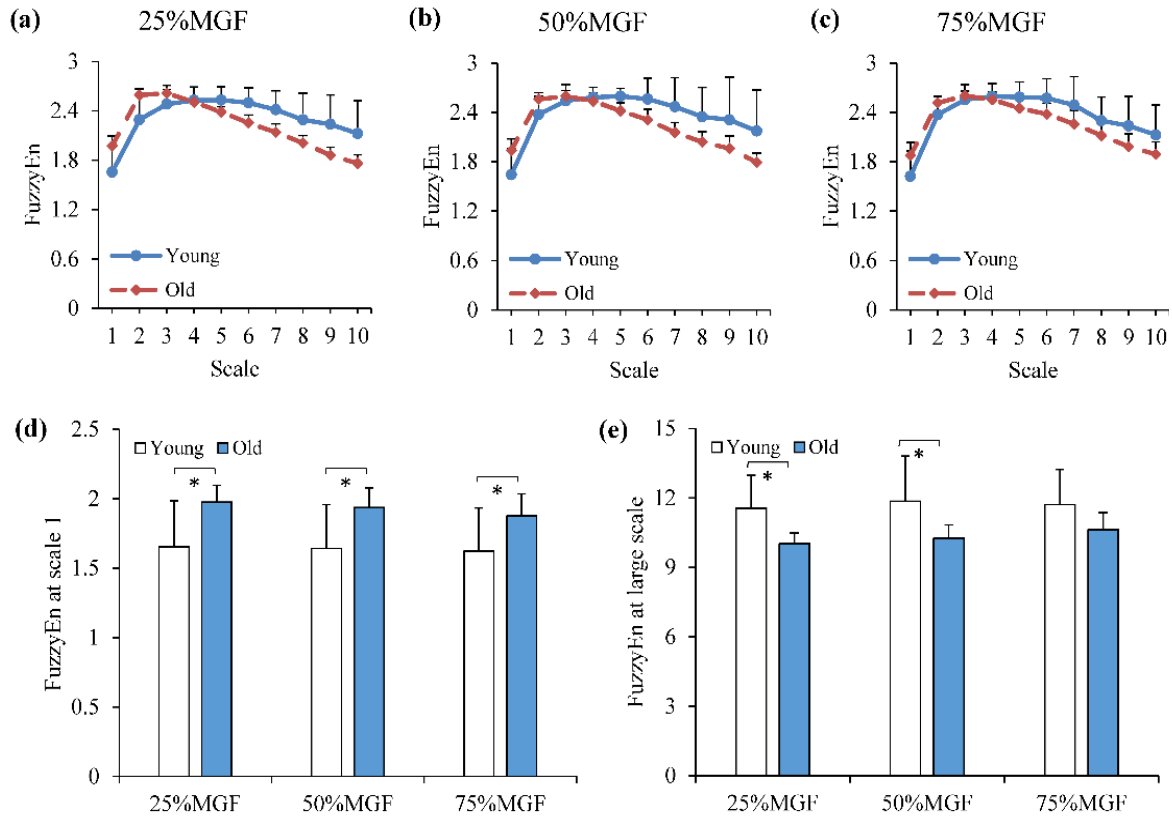 (a) 25%MGF
3
2.4
1.8
1.2
0.6
0
FuzzyEn
Young
Old
1 2 3 4 5 6 7 8 9 10
Scale
(b) 50%MGF
3
2.4
1.8
1.2
0.6
0
FuzzyEn
Young
Old
1 2 3 4 5 6 7 8 9 10
Scale
(c) 75%MGF
3
2.4
1.8
1.2
0.6
0
FuzzyEn
Young
Old
1 2 3 4 5 6 7 8 9 10
Scale
(d)
2.5
2
1.5
1
0.5
0
FuzzyEn at scale 1
Young Old
* * *
25%MGF 50%MGF 75%MGF
(e)
15
12
9
6
3
0
FuzzyEn at large scale
Young Old
* *
25%MGF 50%MGF 75%MGF